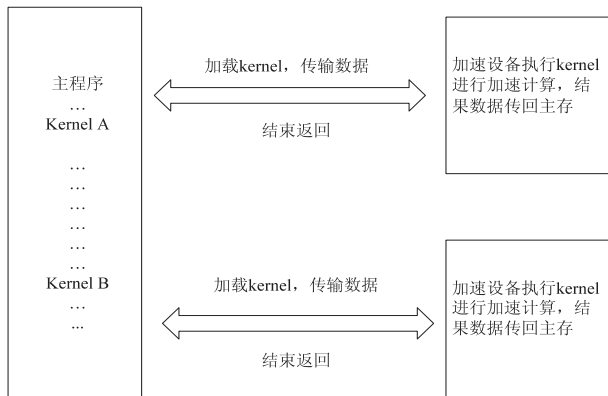 主程序
…
Kernel A
…
…
…
…
…
Kernel B
…
...
加载kernel，传输数据
结束返回
加速设备执行kernel
进行加速计算，结
果数据传回主存
加载kernel，传输数据
结束返回
加速设备执行kernel
进行加速计算，结
果数据传回主存